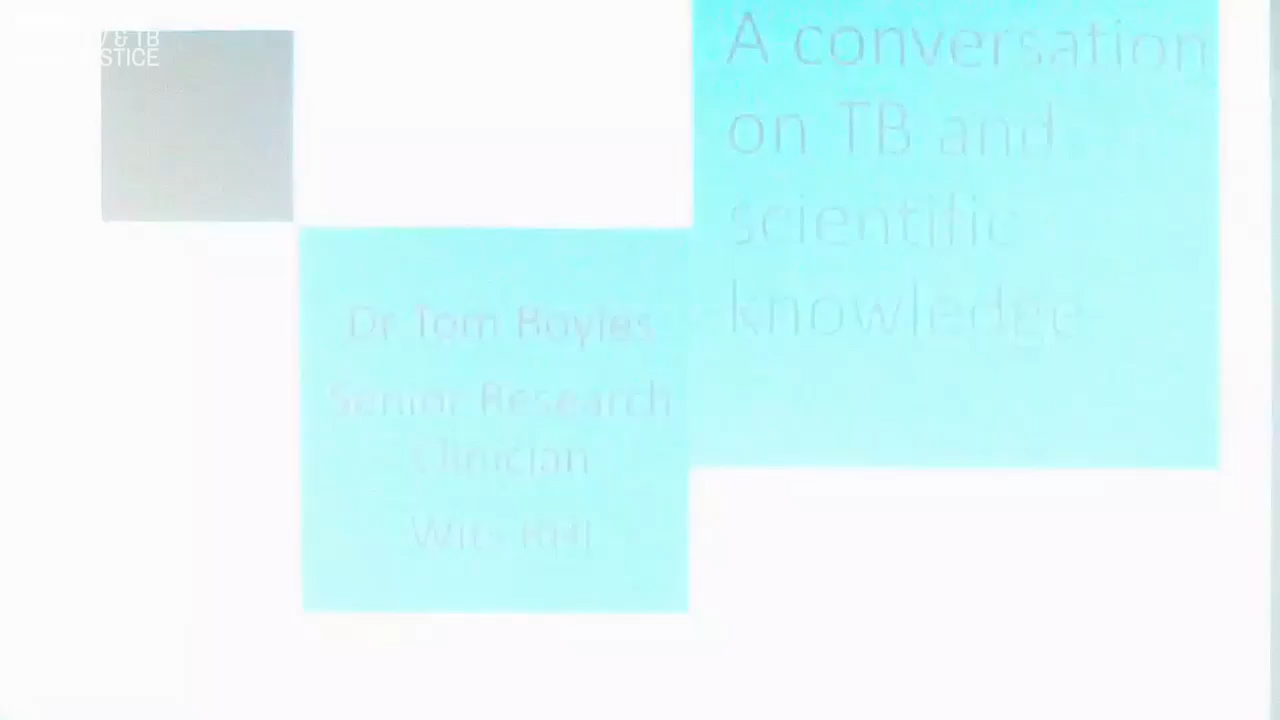 V & TB
STICE
A conversation
on TB and
scientific
knowledge
Dr Tom Boyles
Senior Research
Clinician